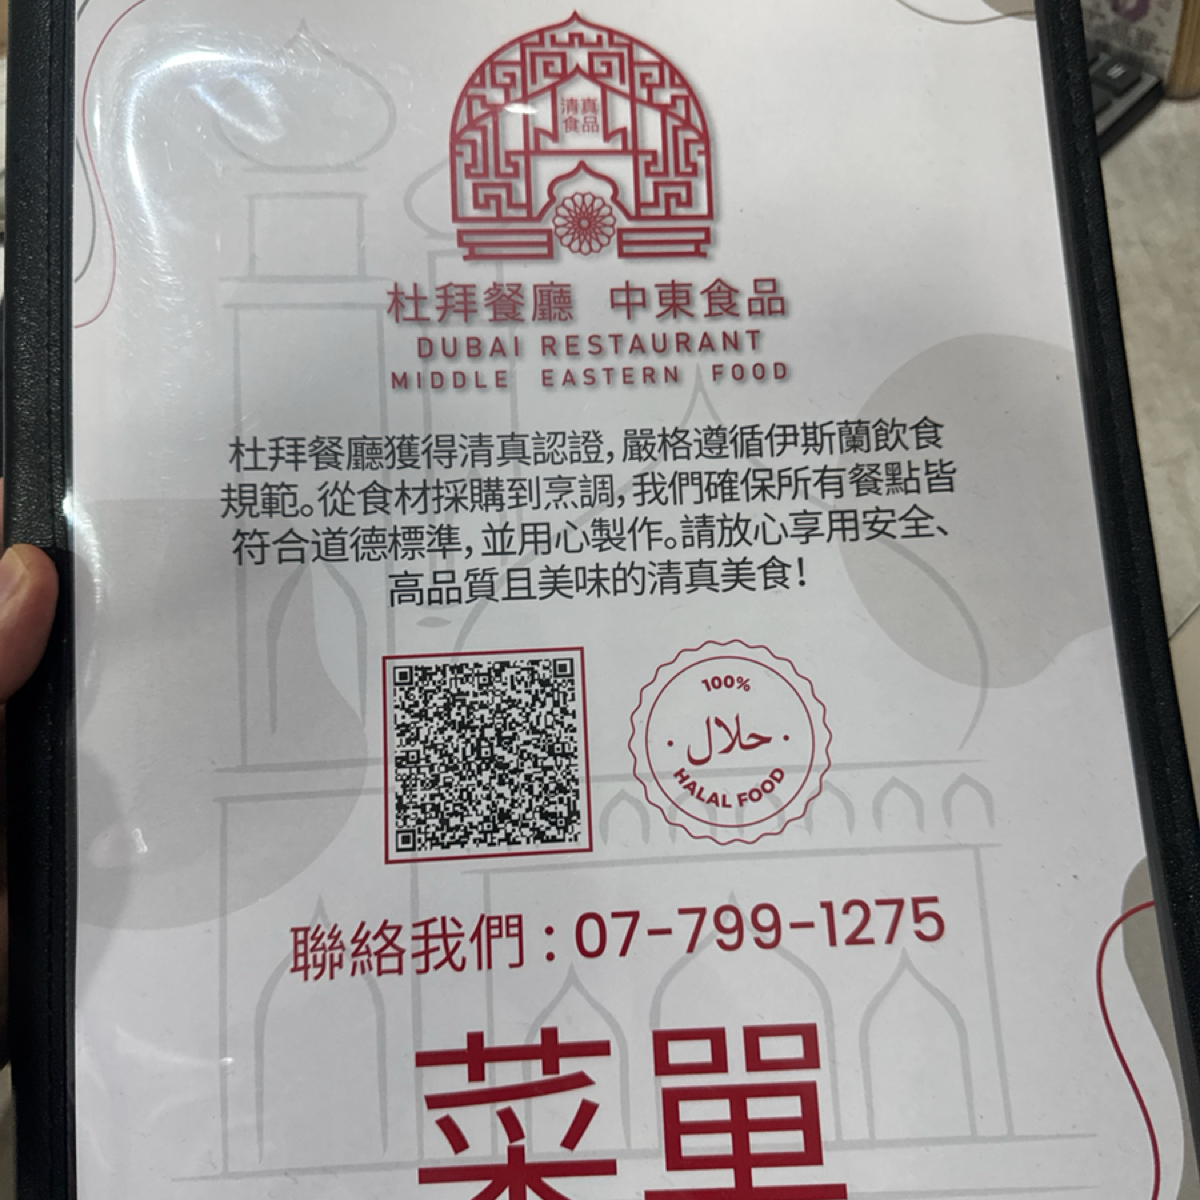 清真
食品
杜拜餐廳 中東食品
DUBAI RESTAURANT
MIDDLE EASTERN FOOD
杜拜餐廳獲得清真認證，嚴格遵循伊斯蘭飲食
規範。從食材採購到烹調，我們確保所有餐點皆
符合道德標準，並用心製作。請放心享用安全、
高品質且美味的清真美食！
100%
حلال
HALAL FOOD
聯絡我們：07-799-1275
菜單